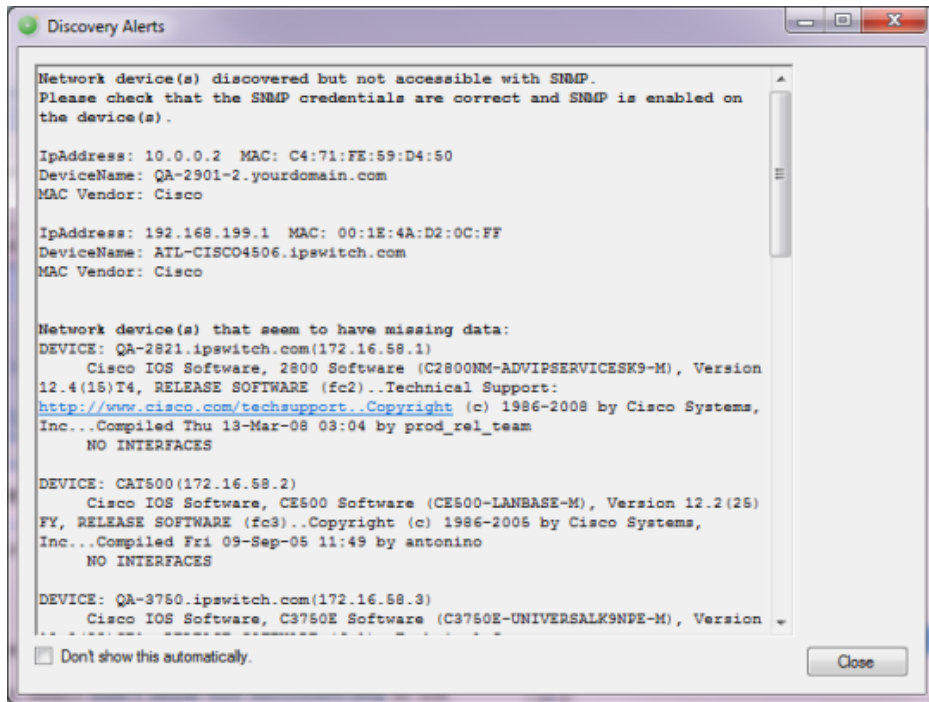 Discovery Alerts
Network device(s) discovered but not accessible with SNMP.
Please check that the SNMP credentials are correct and SNMP is enabled on
the device(s).
IpAddress: 10.0.0.2 MAC: C4:71:FE:59:D4:50
DeviceName: QA-2901-2.yourdomain.com
MAC Vendor: Cisco
IpAddress: 192.168.199.1 MAC: 00:1E:4A:D2:0C:FF
DeviceName: ATL-CISCO4506.ipswitch.com
MAC Vendor: Cisco
Network device(s) that seem to have missing data:
DEVICE: QA-2821.ipswitch.com(172.16.58.1)
Cisco IOS Software, 2800 Software (C2800NM-ADVIPSERVICESK9-M), Version
12.4(15)T4, RELEASE SOFTWARE (fc2)..Technical Support:
http://www.cisco.com/techsupport..Copyright (c) 1986-2008 by Cisco Systems,
Inc...Compiled Thu 13-Mar-08 03:04 by prod_rel_team
NO INTERFACES
DEVICE: CAT500(172.16.58.2)
Cisco IOS Software, CE500 Software (CE500-LANBASE-M), Version 12.2(25)
FY, RELEASE SOFTWARE (fc3)..Copyright (c) 1986-2005 by Cisco Systems,
Inc...Compiled Fri 09-Sep-05 11:49 by antonino
NO INTERFACES
DEVICE: QA-3750.ipswitch.com(172.16.58.3)
Cisco IOS Software, C3750E Software (C3750E-UNIVERSALK9NPE-M), Version
Don't show this automatically.
Close